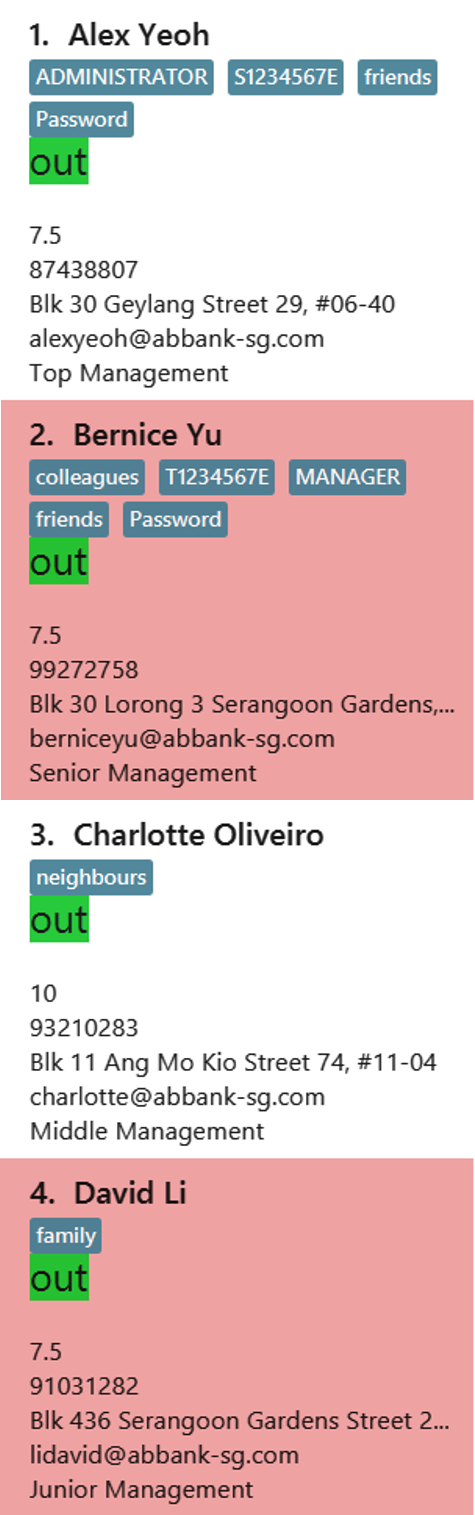 1. Alex Yeoh
ADMINISTRATOR S1234567E friends
Password
out
7.5
87438807
Blk 30 Geylang Street 29, #06-40
alexyeoh@abbank-sg.com
Top Management
2. Bernice Yu
colleagues T1234567E MANAGER
friends Password
out
7.5
99272758
Blk 30 Lorong 3 Serangoon Gardens,...
berniceyu@abbank-sg.com
Senior Management
3. Charlotte Oliveiro
neighbours
out
10
93210283
Blk 11 Ang Mo Kio Street 74, #11-04
charlotte@abbank-sg.com
Middle Management
4. David Li
family
out
7.5
91031282
Blk 436 Serangoon Gardens Street 2...
lidavid@abbank-sg.com
Junior Management